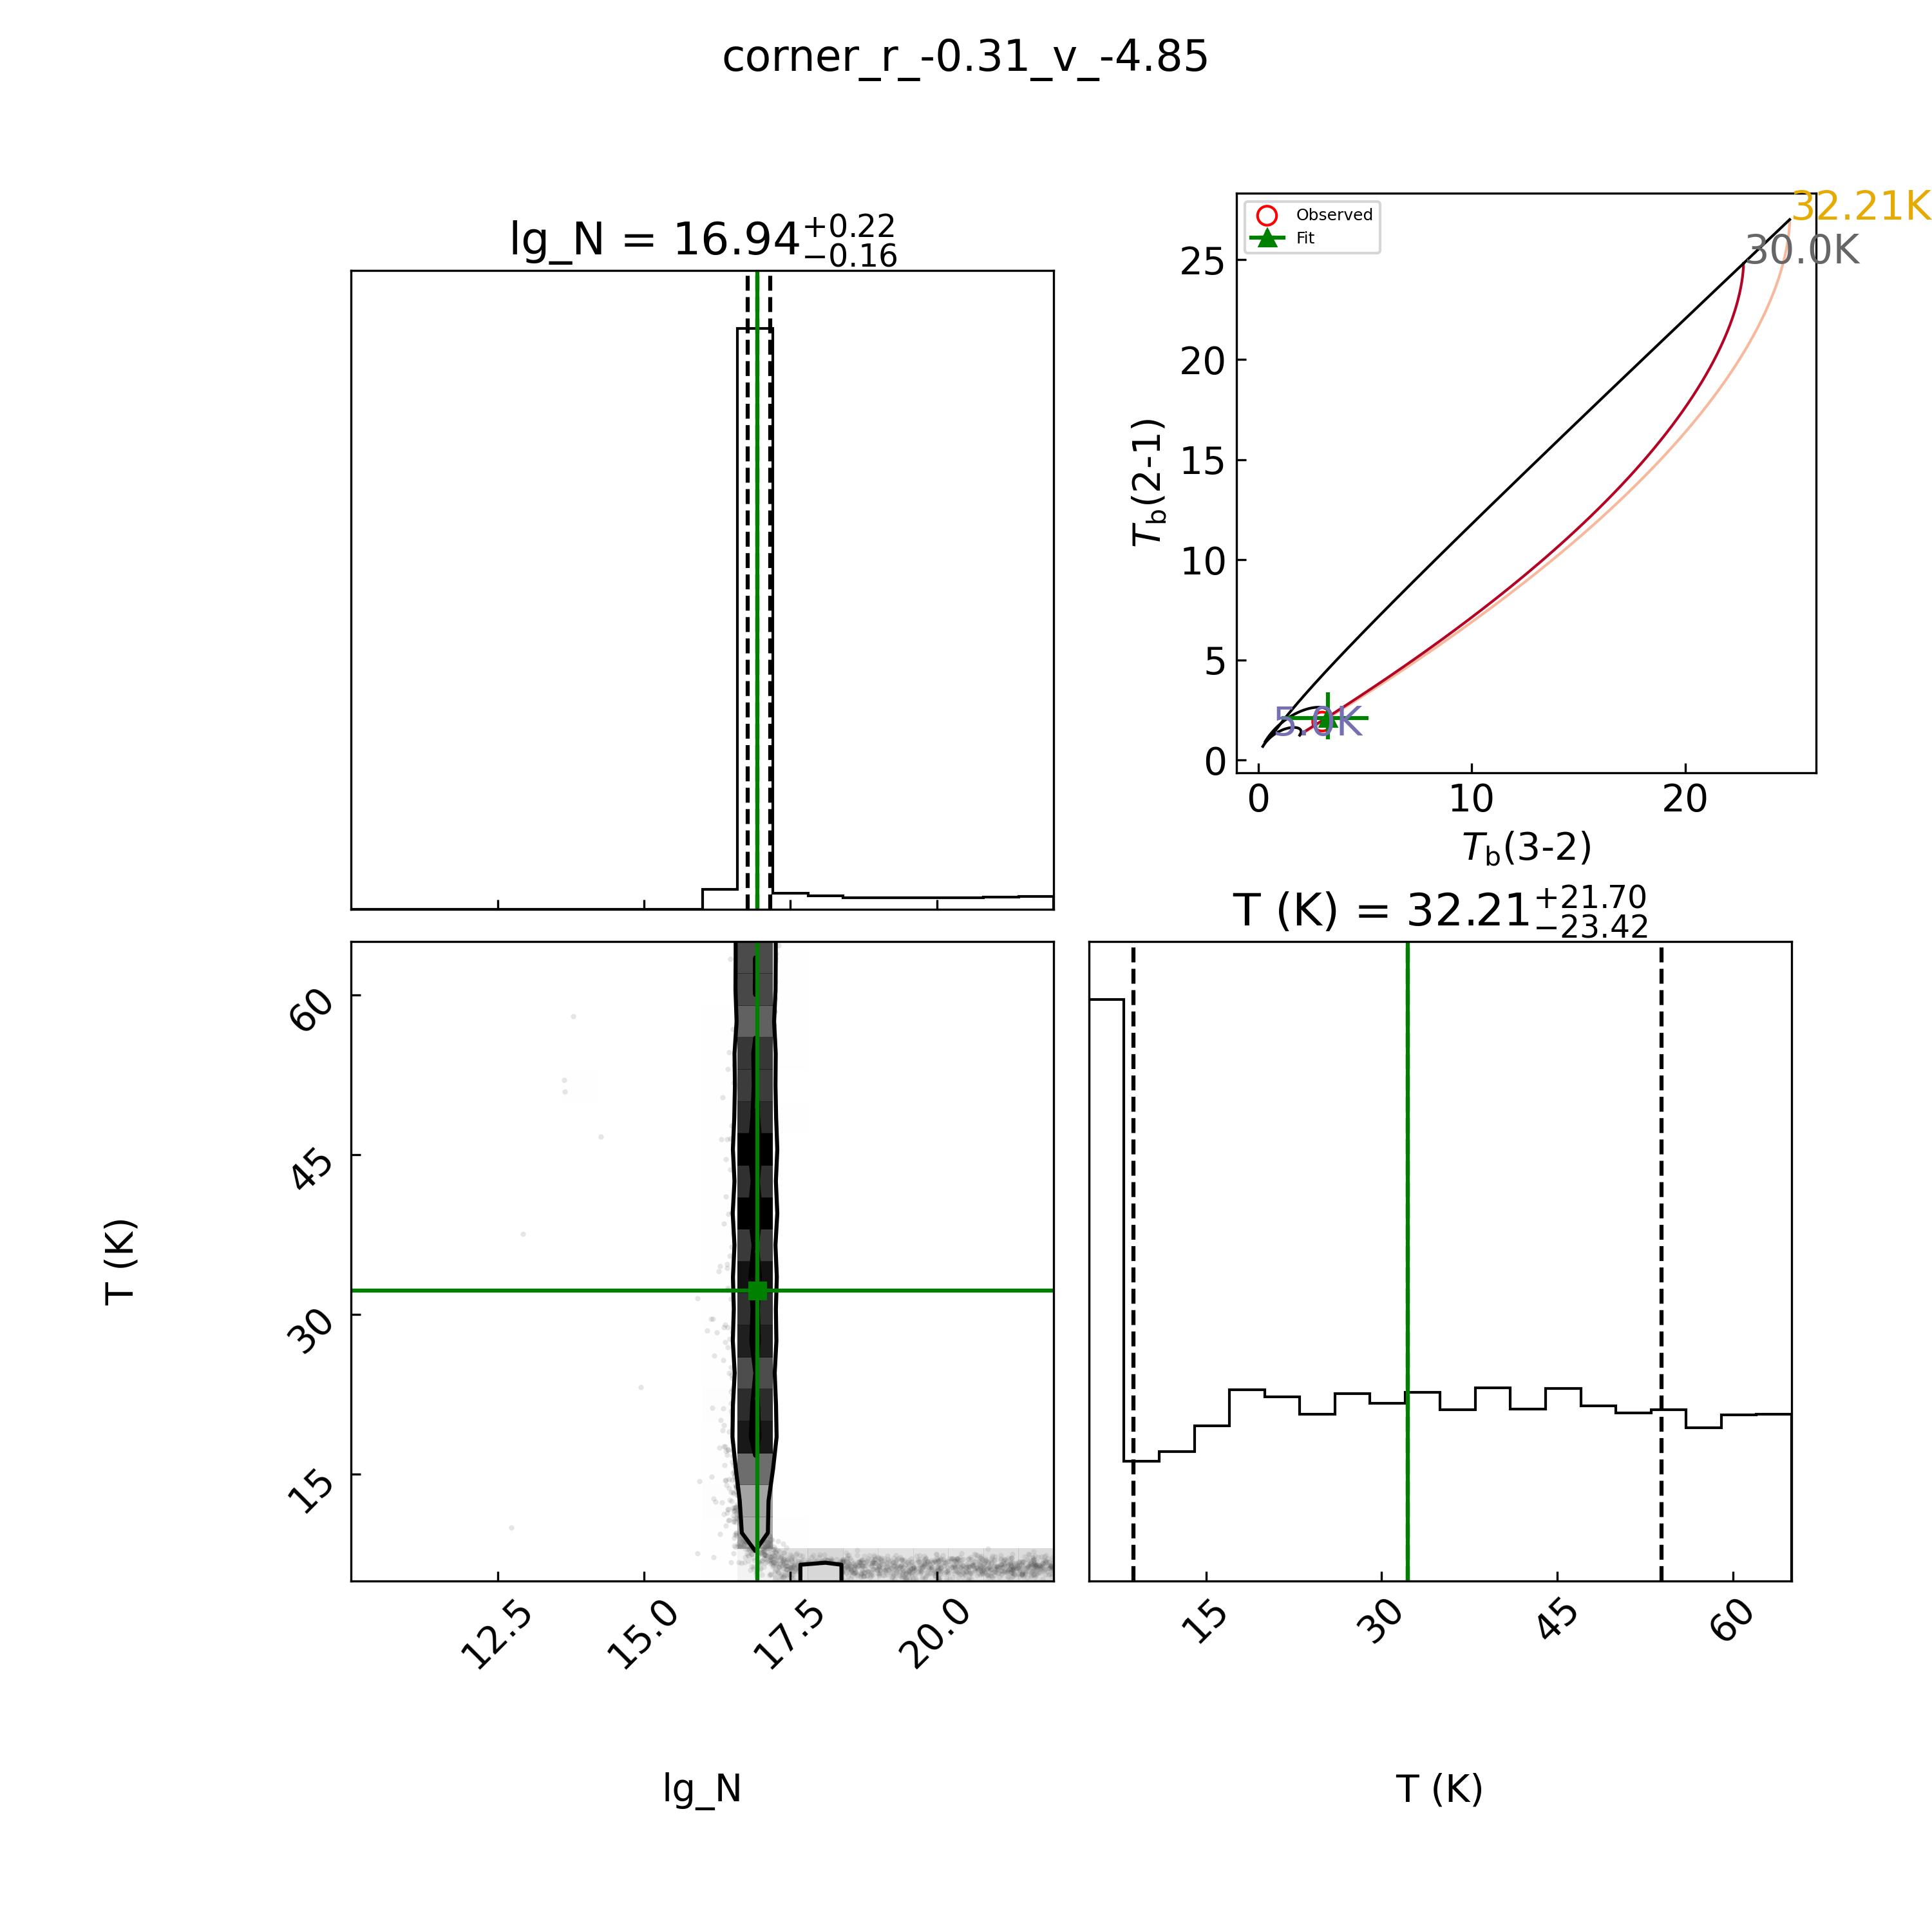 corner_r_-0.31_v_-4.85
lg_N = 16.94+0.22−0.16
32.21K
30.0K
5.0K
Observed
Fit
25
20
15
10
5
0
Tb(2-1)
0 10 20
Tb(3-2)
T (K) = 32.21+21.70−23.42
60
45
30
15
T (K)
12.5 15.0 17.5 20.0
lg_N
15 30 45 60
T (K)